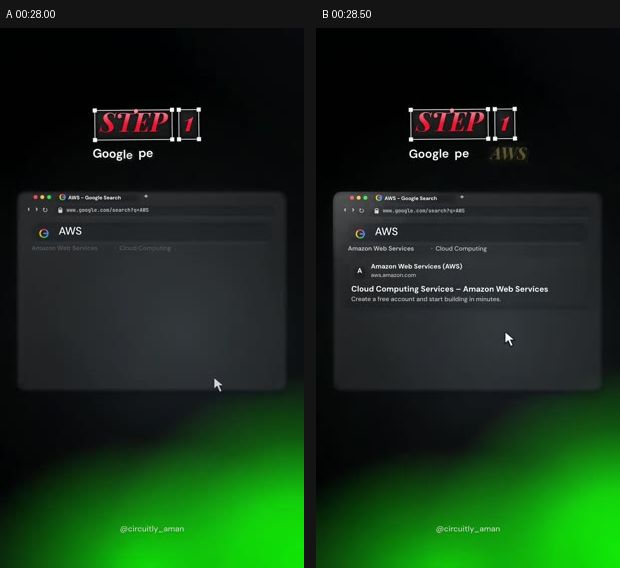 A 00:28.00
STEP 1
Google pe
AWS - Google Search
www.google.com/search?q=AWS
AWS
Amazon Web Services · Cloud Computing
@circuitly_aman
B 00:28.50
STEP 1
Google pe AWS
AWS - Google Search
www.google.com/search?q=AWS
AWS
Amazon Web Services · Cloud Computing
A
Amazon Web Services (AWS)
aws.amazon.com
Cloud Computing Services – Amazon Web Services
Create a free account and start building in minutes.
@circuitly_aman